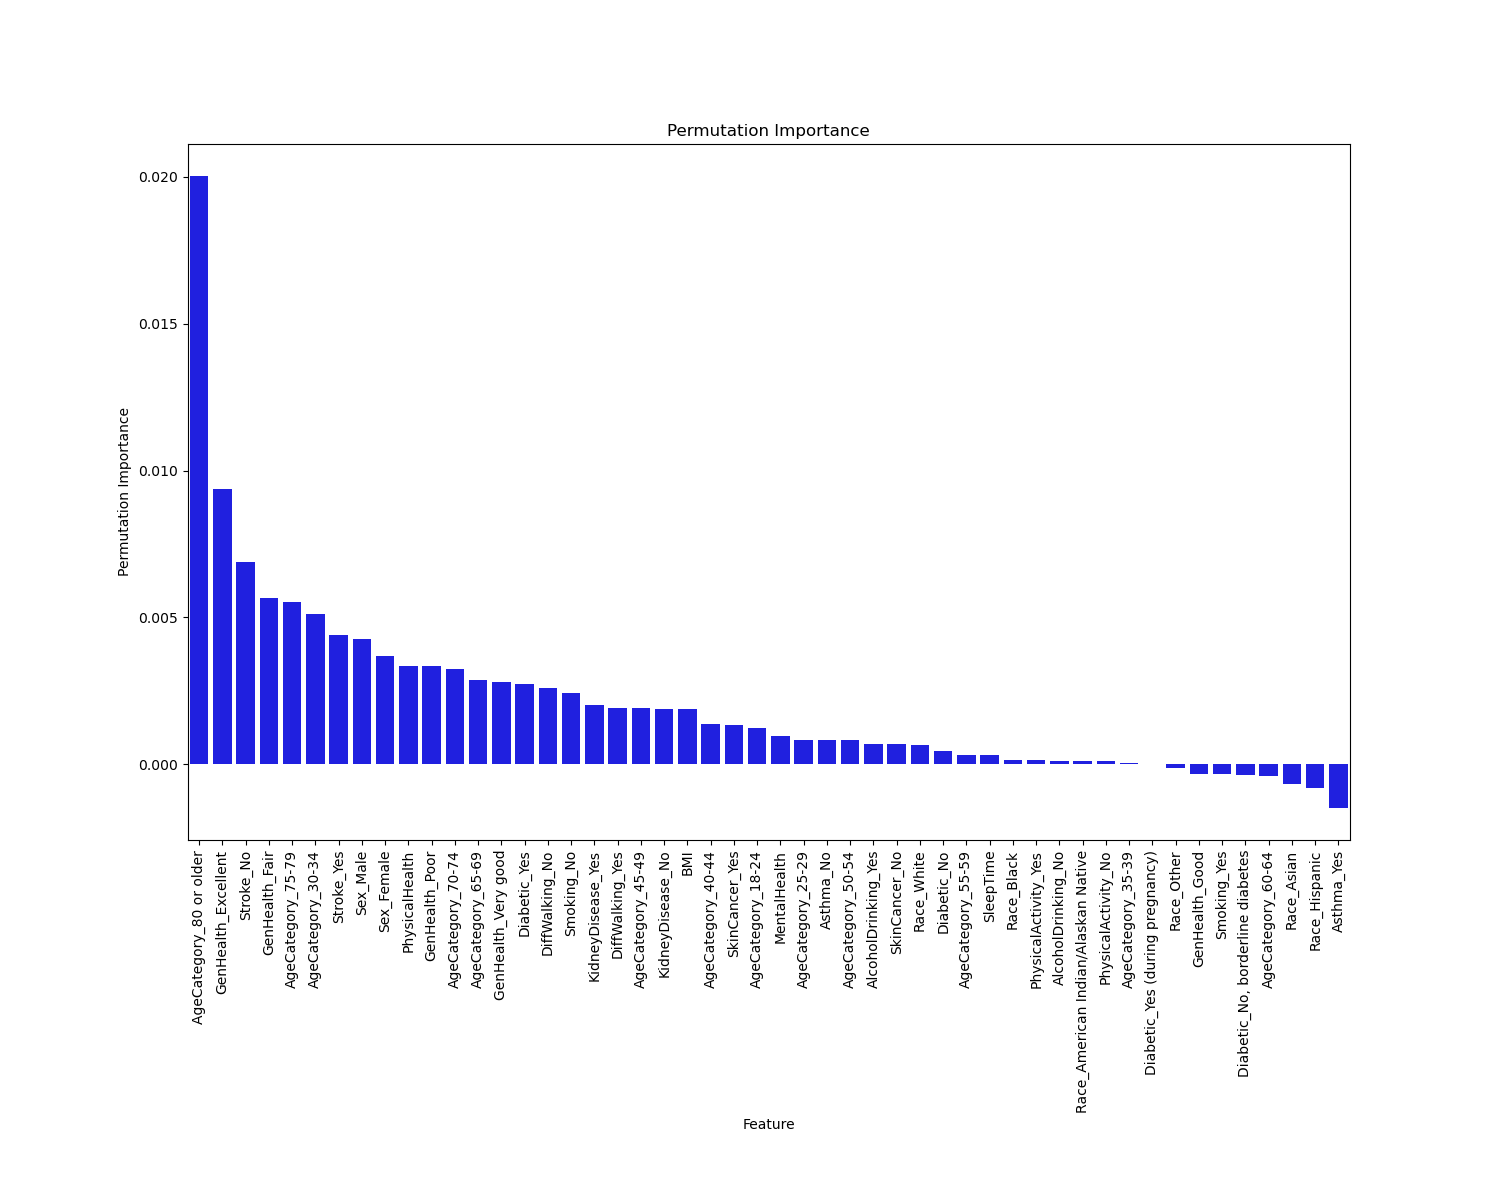 Permutation Importance
Permutation Importance
0.020
0.015
0.010
0.005
0.000
AgeCategory_80 or older
GenHealth_Excellent
Stroke_No
GenHealth_Fair
AgeCategory_75-79
AgeCategory_30-34
Stroke_Yes
Sex_Male
Sex_Female
PhysicalHealth
GenHealth_Poor
AgeCategory_70-74
AgeCategory_65-69
GenHealth_Very good
Diabetic_Yes
DiffWalking_No
Smoking_No
KidneyDisease_Yes
DiffWalking_Yes
AgeCategory_45-49
KidneyDisease_No
BMI
AgeCategory_40-44
SkinCancer_Yes
AgeCategory_18-24
MentalHealth
AgeCategory_25-29
Asthma_No
AgeCategory_50-54
AlcoholDrinking_Yes
SkinCancer_No
Race_White
Diabetic_No
AgeCategory_55-59
SleepTime
Race_Black
PhysicalActivity_Yes
AlcoholDrinking_No
Race_American Indian/Alaskan Native
PhysicalActivity_No
AgeCategory_35-39
Diabetic_Yes (during pregnancy)
Race_Other
GenHealth_Good
Smoking_Yes
Diabetic_No, borderline diabetes
AgeCategory_60-64
Race_Asian
Race_Hispanic
Asthma_Yes
Feature